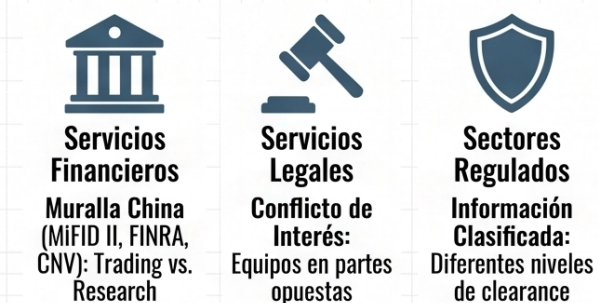 Servicios
Financieros
Muralla China
(MiFID II, FINRA,
CNV): Trading vs.
Research
Servicios
Legales
Conflicto de
Interés:
Equipos en partes
opuestas
Sectores
Regulados
Información
Clasificada:
Diferentes niveles
de clearance